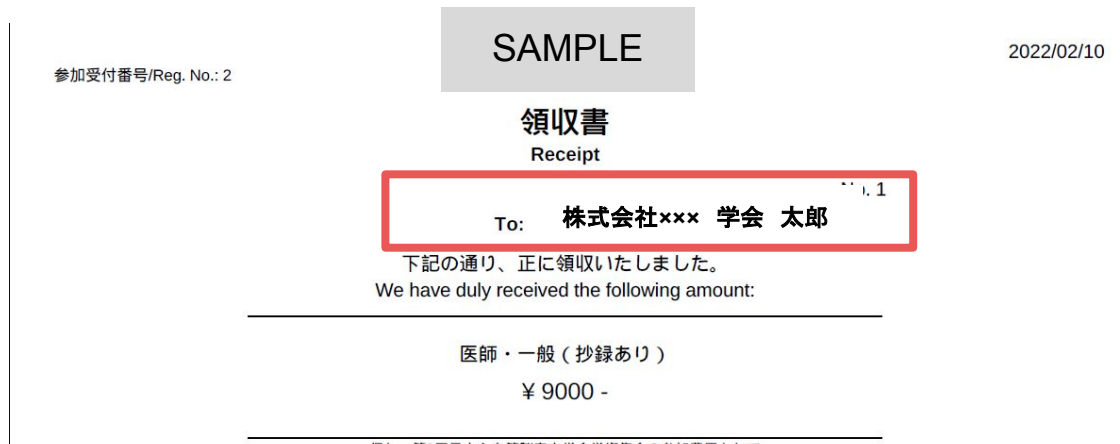 SAMPLE
2022/02/10
参加受付番号/Reg. No.: 2
領収書
Receipt
1
To: 株式会社××× 学会 太郎
下記の通り、正に領収いたしました。
We have duly received the following amount:
医師・一般（抄録あり）
¥ 9000 -